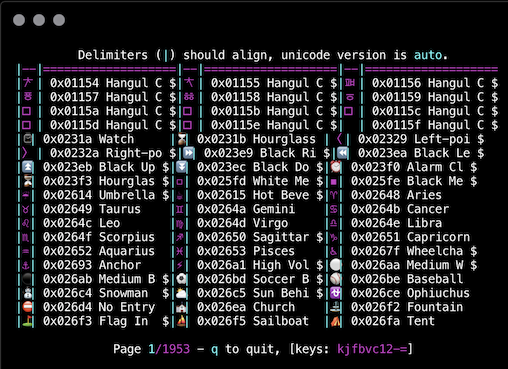 Delimiters (|) should align, unicode version is auto.
|——|===================|——|===================|——|===================
0x01154 Hangul C $| 0x01155 Hangul C $| 0x01156 Hangul C $
0x01157 Hangul C $| 0x01158 Hangul C $| 0x01159 Hangul C $
0x0115a Hangul C $| 0x0115b Hangul C $| 0x0115c Hangul C $
0x0115d Hangul C $| 0x0115e Hangul C $| 0x0115f Hangul C $
0x0231a Watch 0x0231b Hourglass 0x02329 Left-poi $
0x0232a Right-po $| 0x023e9 Black Ri $| 0x023ea Black Le $
0x023eb Black Up $| 0x023ec Black Do $| 0x023f0 Alarm Cl $
0x023f3 Hourglas $| 0x025fd White Me $| 0x025fe Black Me $
0x02614 Umbrella $| 0x02615 Hot Beve $| 0x02648 Aries
0x02649 Taurus | 0x0264a Gemini | 0x0264b Cancer
0x0264c Leo | 0x0264d Virgo | 0x0264e Libra
0x0264f Scorpius | 0x02650 Sagittar $| 0x02651 Capricorn
0x02652 Aquarius | 0x02653 Pisces | 0x0267f Wheelcha $
0x02693 Anchor | 0x026a1 High Vol $| 0x026aa Medium W $
0x026ab Medium B $| 0x026bd Soccer B $| 0x026be Baseball
0x026c4 Snowman $| 0x026c5 Sun Behi $| 0x026ce Ophiuchus
0x026d4 No Entry | 0x026ea Church | 0x026f2 Fountain
0x026f3 Flag In $| 0x026f5 Sailboat | 0x026fa Tent
Page 1/1953 – q to quit, [keys: kjfbvc12-=]